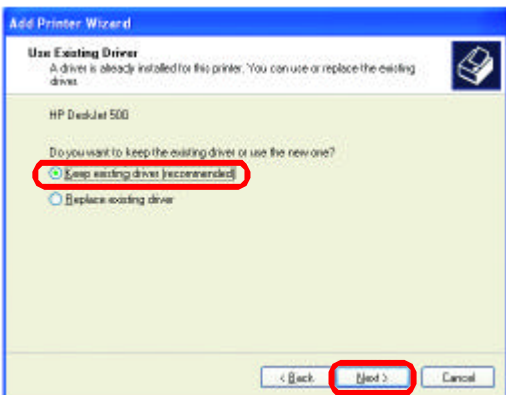 Add Printer Wizard
Use Existing Driver
A driver is already installed for this printer. You can use or replace the existing
driver.
HP DeskJet 500
Do you want to keep the existing driver or use the new one?
Keep existing driver (recommended)
Replace existing driver
< Back
Next >
Cancel